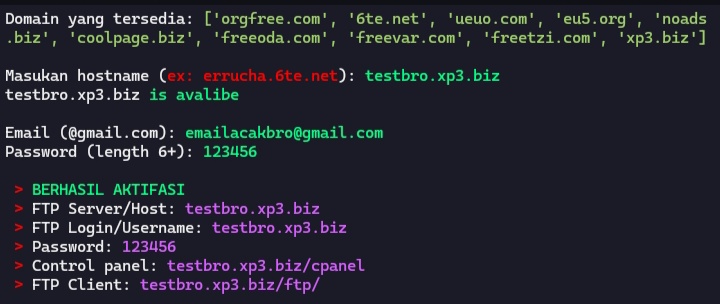 Domain yang tersedia: ['orgfree.com', '6te.net', 'ueuo.com', 'eu5.org', 'noads
.biz', 'coolpage.biz', 'freeoda.com', 'freevar.com', 'freetzi.com', 'xp3.biz']
Masukan hostname (ex: errucha.6te.net): testbro.xp3.biz
testbro.xp3.biz is avalibe
Email (@gmail.com): emailacakbro@gmail.com
Password (length 6+): 123456
> BERHASIL AKTIFASI
> FTP Server/Host: testbro.xp3.biz
> FTP Login/Username: testbro.xp3.biz
> Password: 123456
> Control panel: testbro.xp3.biz/cpanel
> FTP Client: testbro.xp3.biz/ftp/